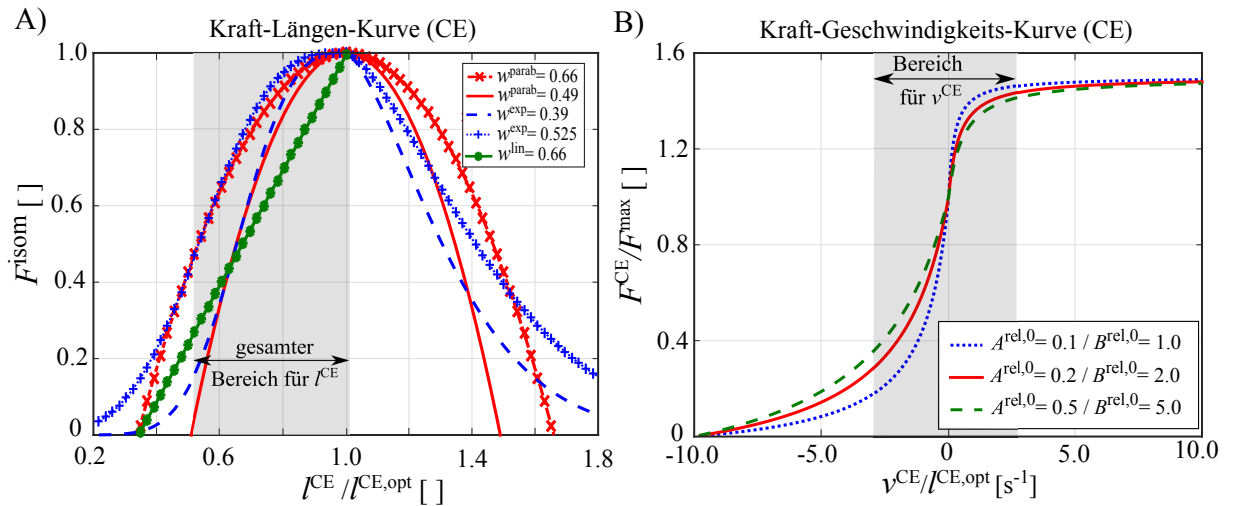 A)
Kraft-Längen-Kurve (CE)
1.0
0.8
0.6
0.4
0.2
0
F^isom [ ]
w^parab= 0.66
w^parab= 0.49
w^exp= 0.39
w^exp= 0.525
w^lin= 0.66
gesamter
Bereich für l^CE
0.2 0.6 1.0 1.4 1.8
l^CE/l^CE,opt [ ]
B)
Kraft-Geschwindigkeits-Kurve (CE)
1.6
1.2
0.8
0.4
0
F^CE/F^max [ ]
Bereich
für v^CE
A^rel,0= 0.1 / B^rel,0= 1.0
A^rel,0= 0.2 / B^rel,0= 2.0
A^rel,0= 0.5 / B^rel,0= 5.0
-10.0 -5.0 0 5.0 10.0
v^CE/l^CE,opt [s^-1]